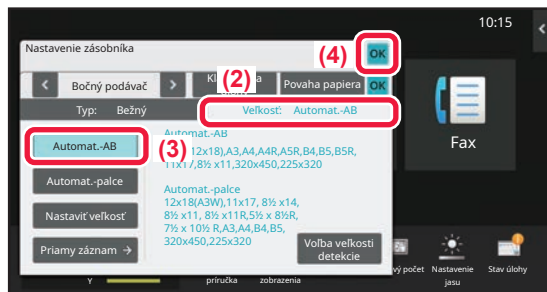 10:15
Nastavenie zásobníka
(4)
OK
Bočný podávač
(2)
Povaha papiera
OK
Typ: Bežný
Veľkosť: Automat.-AB
Automat.-AB
(3)
Automat.-AB
12x18),A3,A4,A4R,A5R,B4,B5,B5R,
11x17,8½ x11,320x450,225x320
Automat.-palce
Automat.-palce
12x18(A3W),11x17, 8½ x14,
8½ x11, 8½ x11R,5½ x 8½R,
7½ x 10½ R,A3,A4,B4,B5,
320x450,225x320
Nastaviť veľkosť
Priamy záznam →
Voľba veľkosti
detekcie
Fax
vý počet
Nastavenie
jasu
Stav úlohy
Y
príručka
zobrazenia